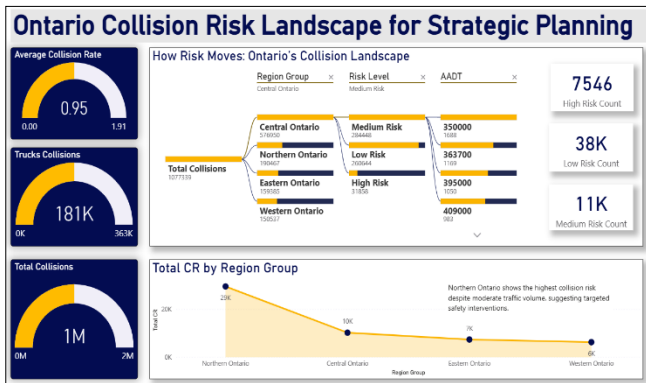 Ontario Collision Risk Landscape for Strategic Planning
Average Collision Rate
0.95
0.00
1.91
Trucks Collisions
181K
0K
363K
Total Collisions
1M
0M
2M
How Risk Moves: Ontario's Collision Landscape
Region Group
Central Ontario
Risk Level
Medium Risk
AADT
Total Collisions
1077339
Central Ontario
576950
Northern Ontario
190467
Eastern Ontario
159385
Western Ontario
150537
Medium Risk
284448
Low Risk
260644
High Risk
31858
350000
1688
363700
1169
395000
1050
409000
983
7546
High Risk Count
38K
Low Risk Count
11K
Medium Risk Count
Total CR by Region Group
Northern Ontario shows the highest collision risk
despite moderate traffic volume, suggesting targeted
safety interventions.
Total CR
20K
0K
29K
10K
7K
6K
Northern Ontario
Central Ontario
Eastern Ontario
Western Ontario
Region Group